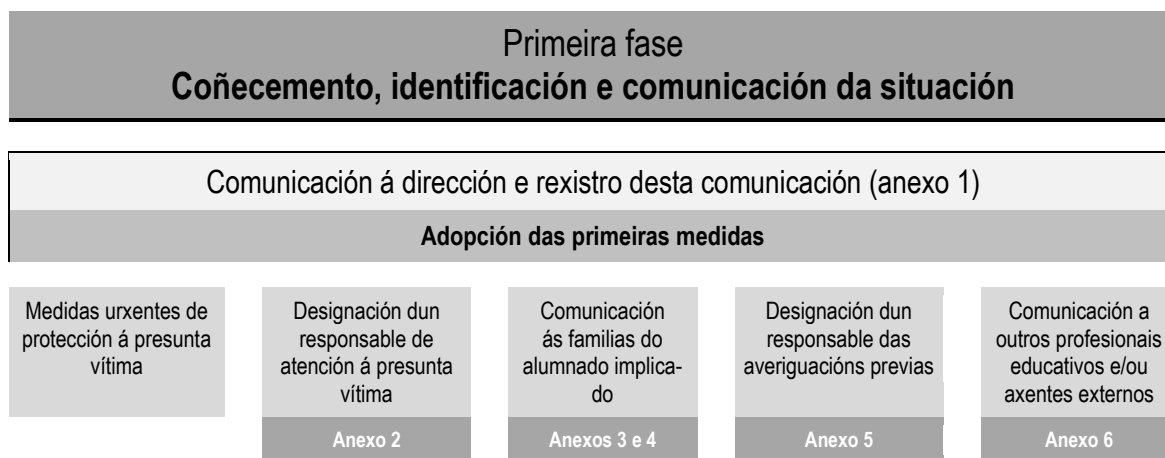 Primeira fase
Coñecemento, identificación e comunicación da situación
Comunicación á dirección e rexistro desta comunicación (anexo 1)
Adopción das primeiras medidas
Medidas urxentes de
protección á presunta
vítima
Designación dun
responsable de
atención á presunta
vítima
Anexo 2
Comunicación
ás familias do
alumnado implica-
do
Anexos 3 e 4
Designación dun
responsable das
averiguacións previas
Anexo 5
Comunicación a
outros profesionais
educativos e/ou
axentes externos
Anexo 6